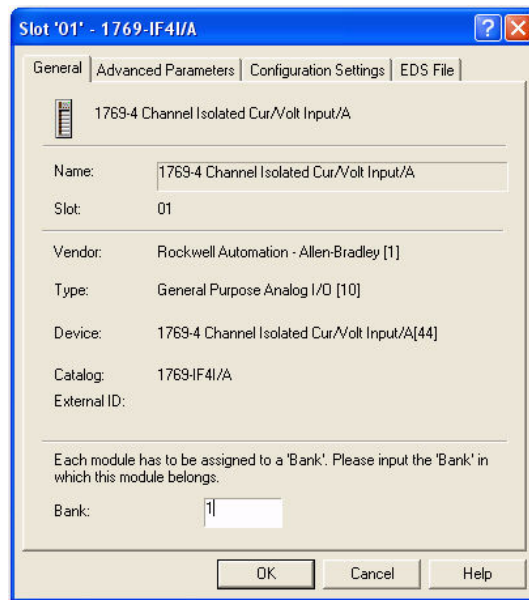 Slot '01' - 1769-IF4I/A
General
Advanced Parameters
Configuration Settings
EDS File
1769-4 Channel Isolated Cur/Volt Input/A
Name:
1769-4 Channel Isolated Cur/Volt Input/A
Slot:
01
Vendor:
Rockwell Automation - Allen-Bradley [1]
Type:
General Purpose Analog I/O [10]
Device:
1769-4 Channel Isolated Cur/Volt Input/A[44]
Catalog:
1769-IF4I/A
External ID:
Each module has to be assigned to a 'Bank'. Please input the 'Bank' in
which this module belongs.
Bank:
1
OK
Cancel
Help